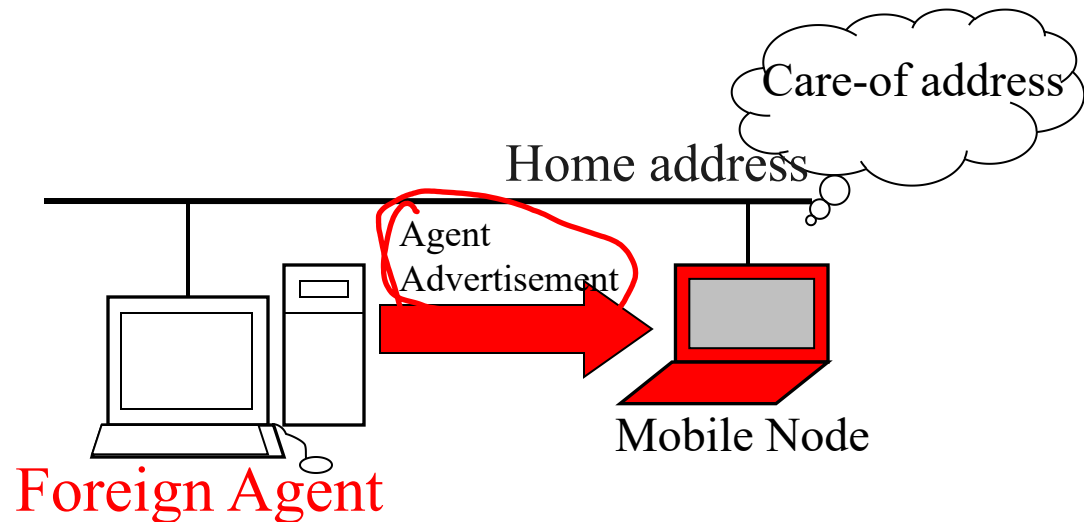 Care-of address
Home address
Agent
Advertisement
Mobile Node
Foreign Agent